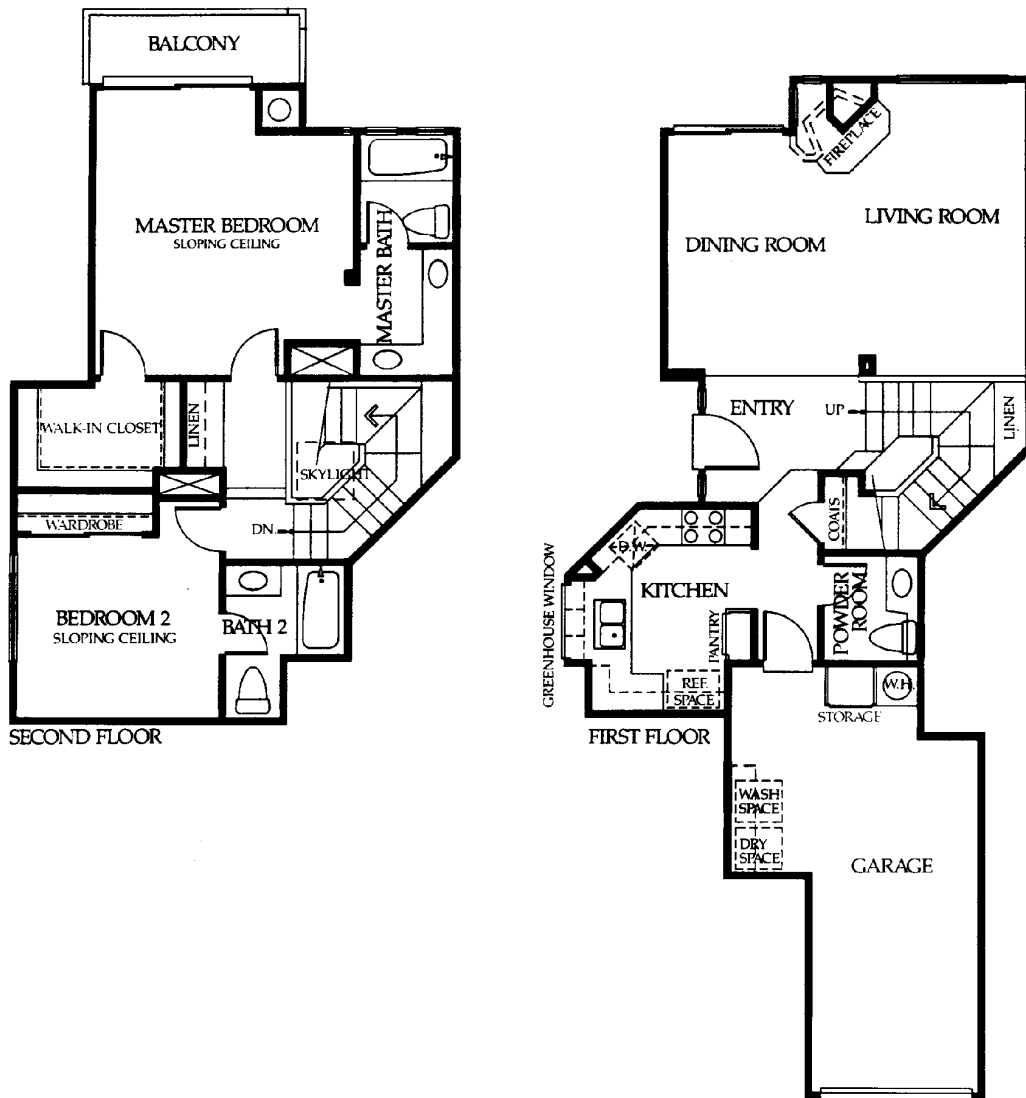 BALCONY
MASTER BEDROOM
SLOPING CEILING
MASTER BATH
WALK-IN CLOSET
LINEN
SKYLIGHT
WARDROBE
DN.
BEDROOM 2
SLOPING CEILING
BATH 2
SECOND FLOOR
FIREPLACE
LIVING ROOM
DINING ROOM
ENTRY
UP
LINEN
COATS
D.W.
KITCHEN
GREENHOUSE WINDOW
PANTRY
POWDER
ROOM
REF.
SPACE
W.H.
STORAGE
FIRST FLOOR
WASH
SPACE
DRY
SPACE
GARAGE